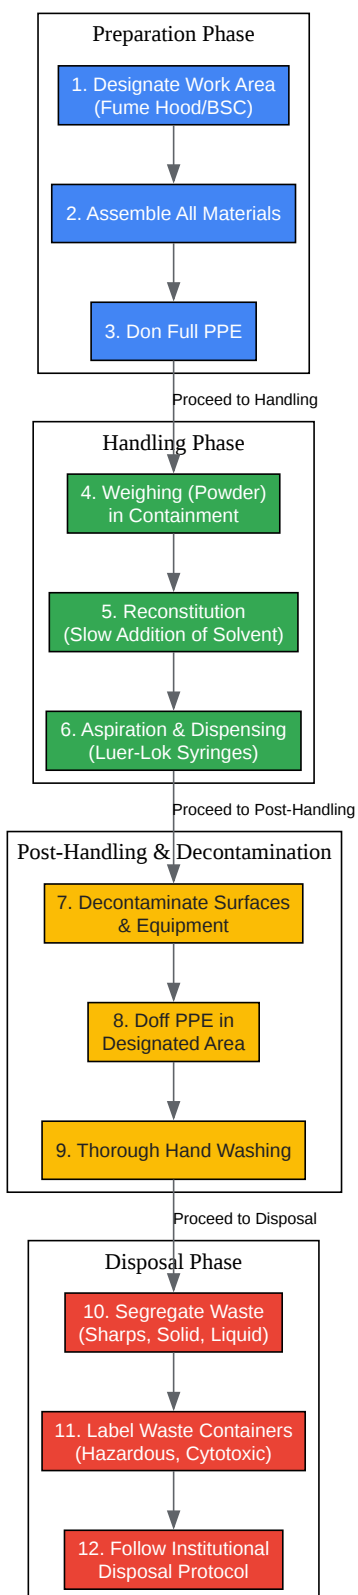 Preparation Phase
1. Designate Work Area
(Fume Hood/BSC)
2. Assemble All Materials
3. Don Full PPE
Proceed to Handling
Handling Phase
4. Weighing (Powder)
in Containment
5. Reconstitution
(Slow Addition of Solvent)
6. Aspiration & Dispensing
(Luer-Lok Syringes)
Proceed to Post-Handling
Post-Handling & Decontamination
7. Decontaminate Surfaces
& Equipment
8. Doff PPE in
Designated Area
9. Thorough Hand Washing
Proceed to Disposal
Disposal Phase
10. Segregate Waste
(Sharps, Solid, Liquid)
11. Label Waste Containers
(Hazardous, Cytotoxic)
12. Follow Institutional
Disposal Protocol